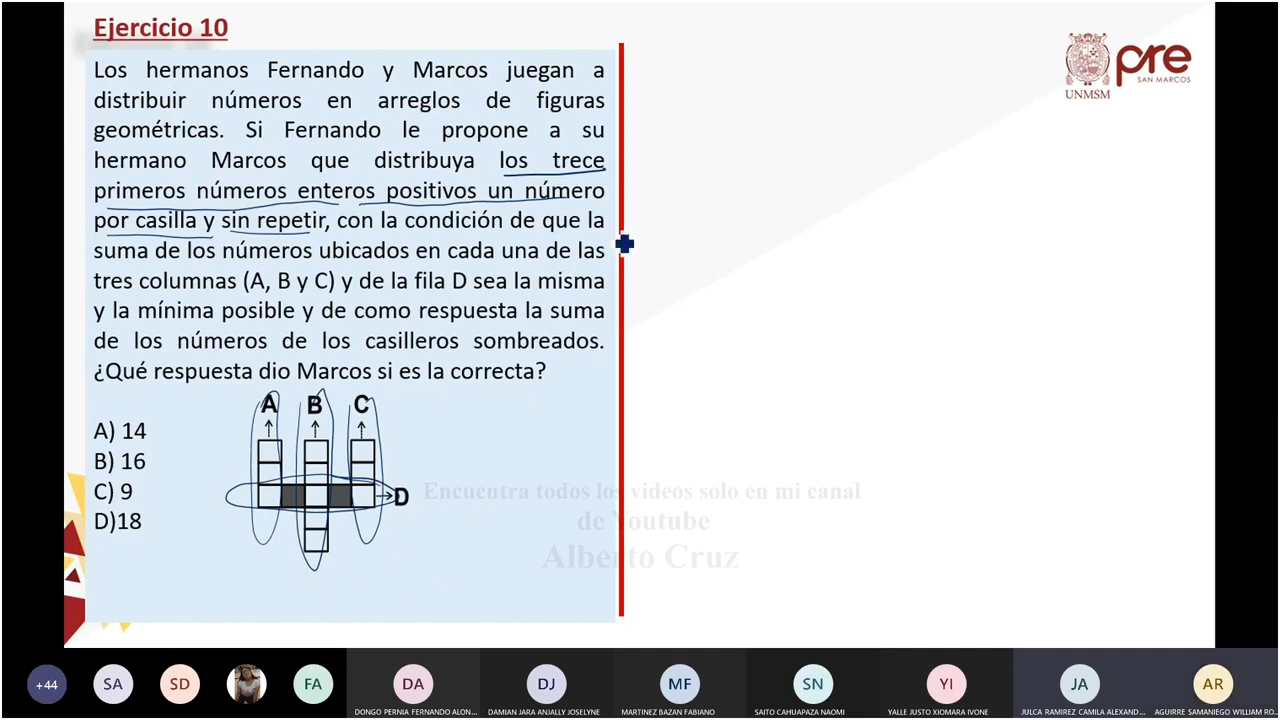 Ejercicio 10
Los hermanos Fernando y Marcos juegan a
distribuir números en arreglos de figuras
geométricas. Si Fernando le propone a su
hermano Marcos que distribuya los trece
primeros números enteros positivos un número
por casilla y sin repetir, con la condición de que la
suma de los números ubicados en cada una de las
tres columnas (A, B y C) y de la fila D sea la misma
y la mínima posible y de como respuesta la suma
de los números de los casilleros sombreados.
¿Qué respuesta dio Marcos si es la correcta?
A) 14
B) 16
C) 9
D)18
A B C
D
UNMSM
pre
SAN MARCOS
Encuentra todos los videos solo en mi canal
de Youtube
Alberto Cruz
+44 SA SD FA DA DJ MF SN YI JA AR
DONGO PERNIA FERNANDO ALON... DAMIAN JARA ANJALLY JOSELYNE MARTINEZ BAZAN FABIANO SAITO CAHUAPAZA NAOMI YALLE JUSTO XIOMARA IVONE JULCA RAMIREZ CAMILA ALEXAND... AGUIRRE SAMANIEGO WILLIAM RO...